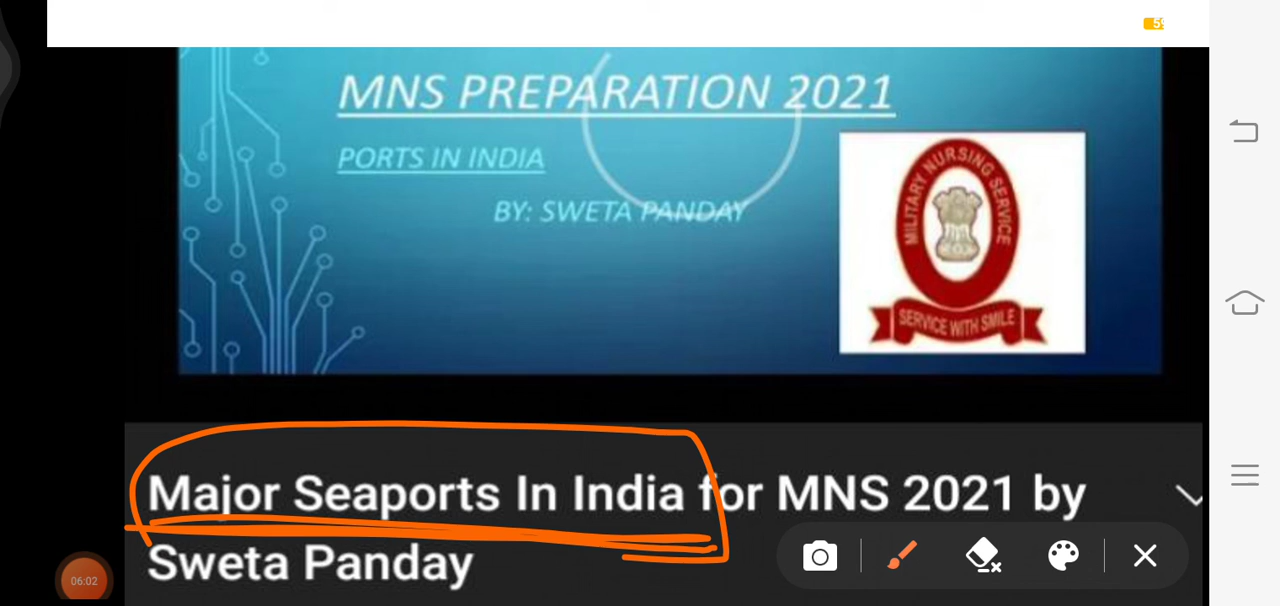 MNS PREPARATION 2021
PORTS IN INDIA
BY: SWETA PANDAY
MILITARY NURSING SERVICE
SERVICE WITH SMILE
Major Seaports In India for MNS 2021 by
Sweta Panday
06:02